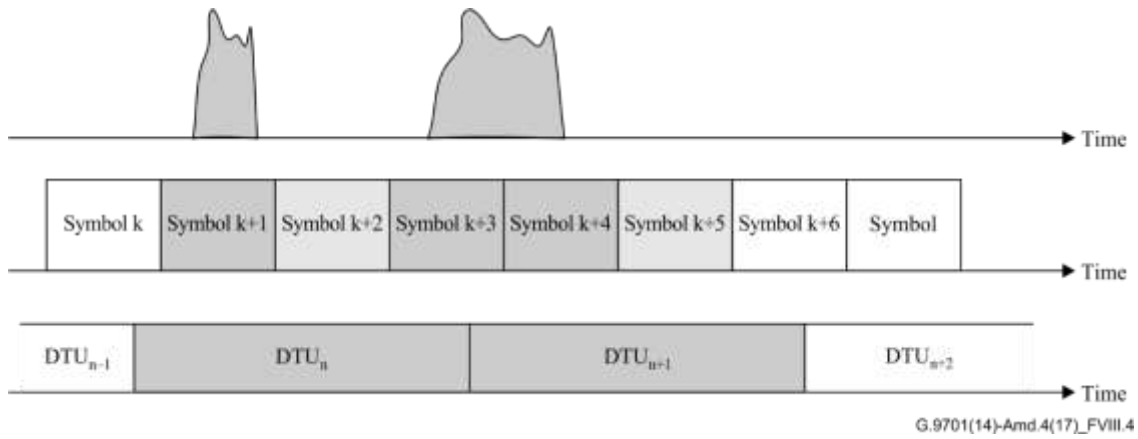 Time
Symbol k Symbol k+1 Symbol k+2 Symbol k+3 Symbol k+4 Symbol k+5 Symbol k+6 Symbol
Time
DTUₙ₋₁ DTUₙ DTUₙ₊₁ DTUₙ₊₂
Time
G.9701(14)-Amd.4(17)_FVIII.4